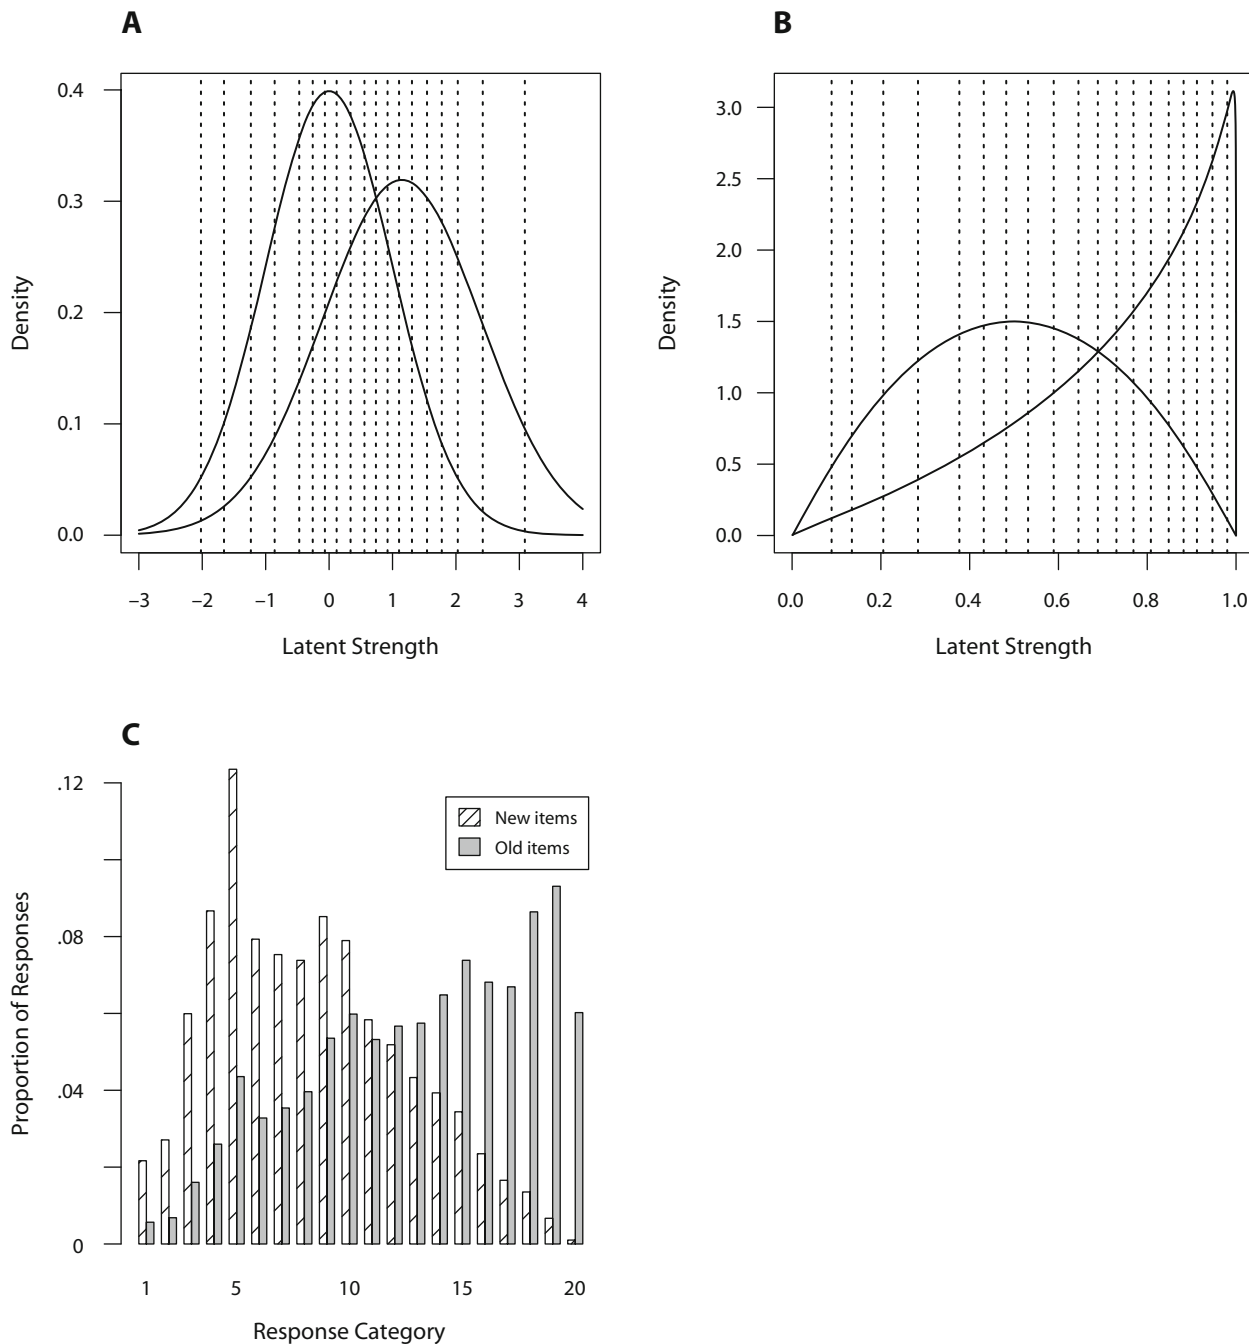 A
0.4
0.3
0.2
0.1
0.0
Density
–3 –2 –1 0 1 2 3 4
Latent Strength
B
3.0
2.5
2.0
1.5
1.0
0.5
0.0
Density
0.0 0.2 0.4 0.6 0.8 1.0
Latent Strength
C
.12
.08
.04
0
Proportion of Responses
New items
Old items
1 5 10 15 20
Response Category